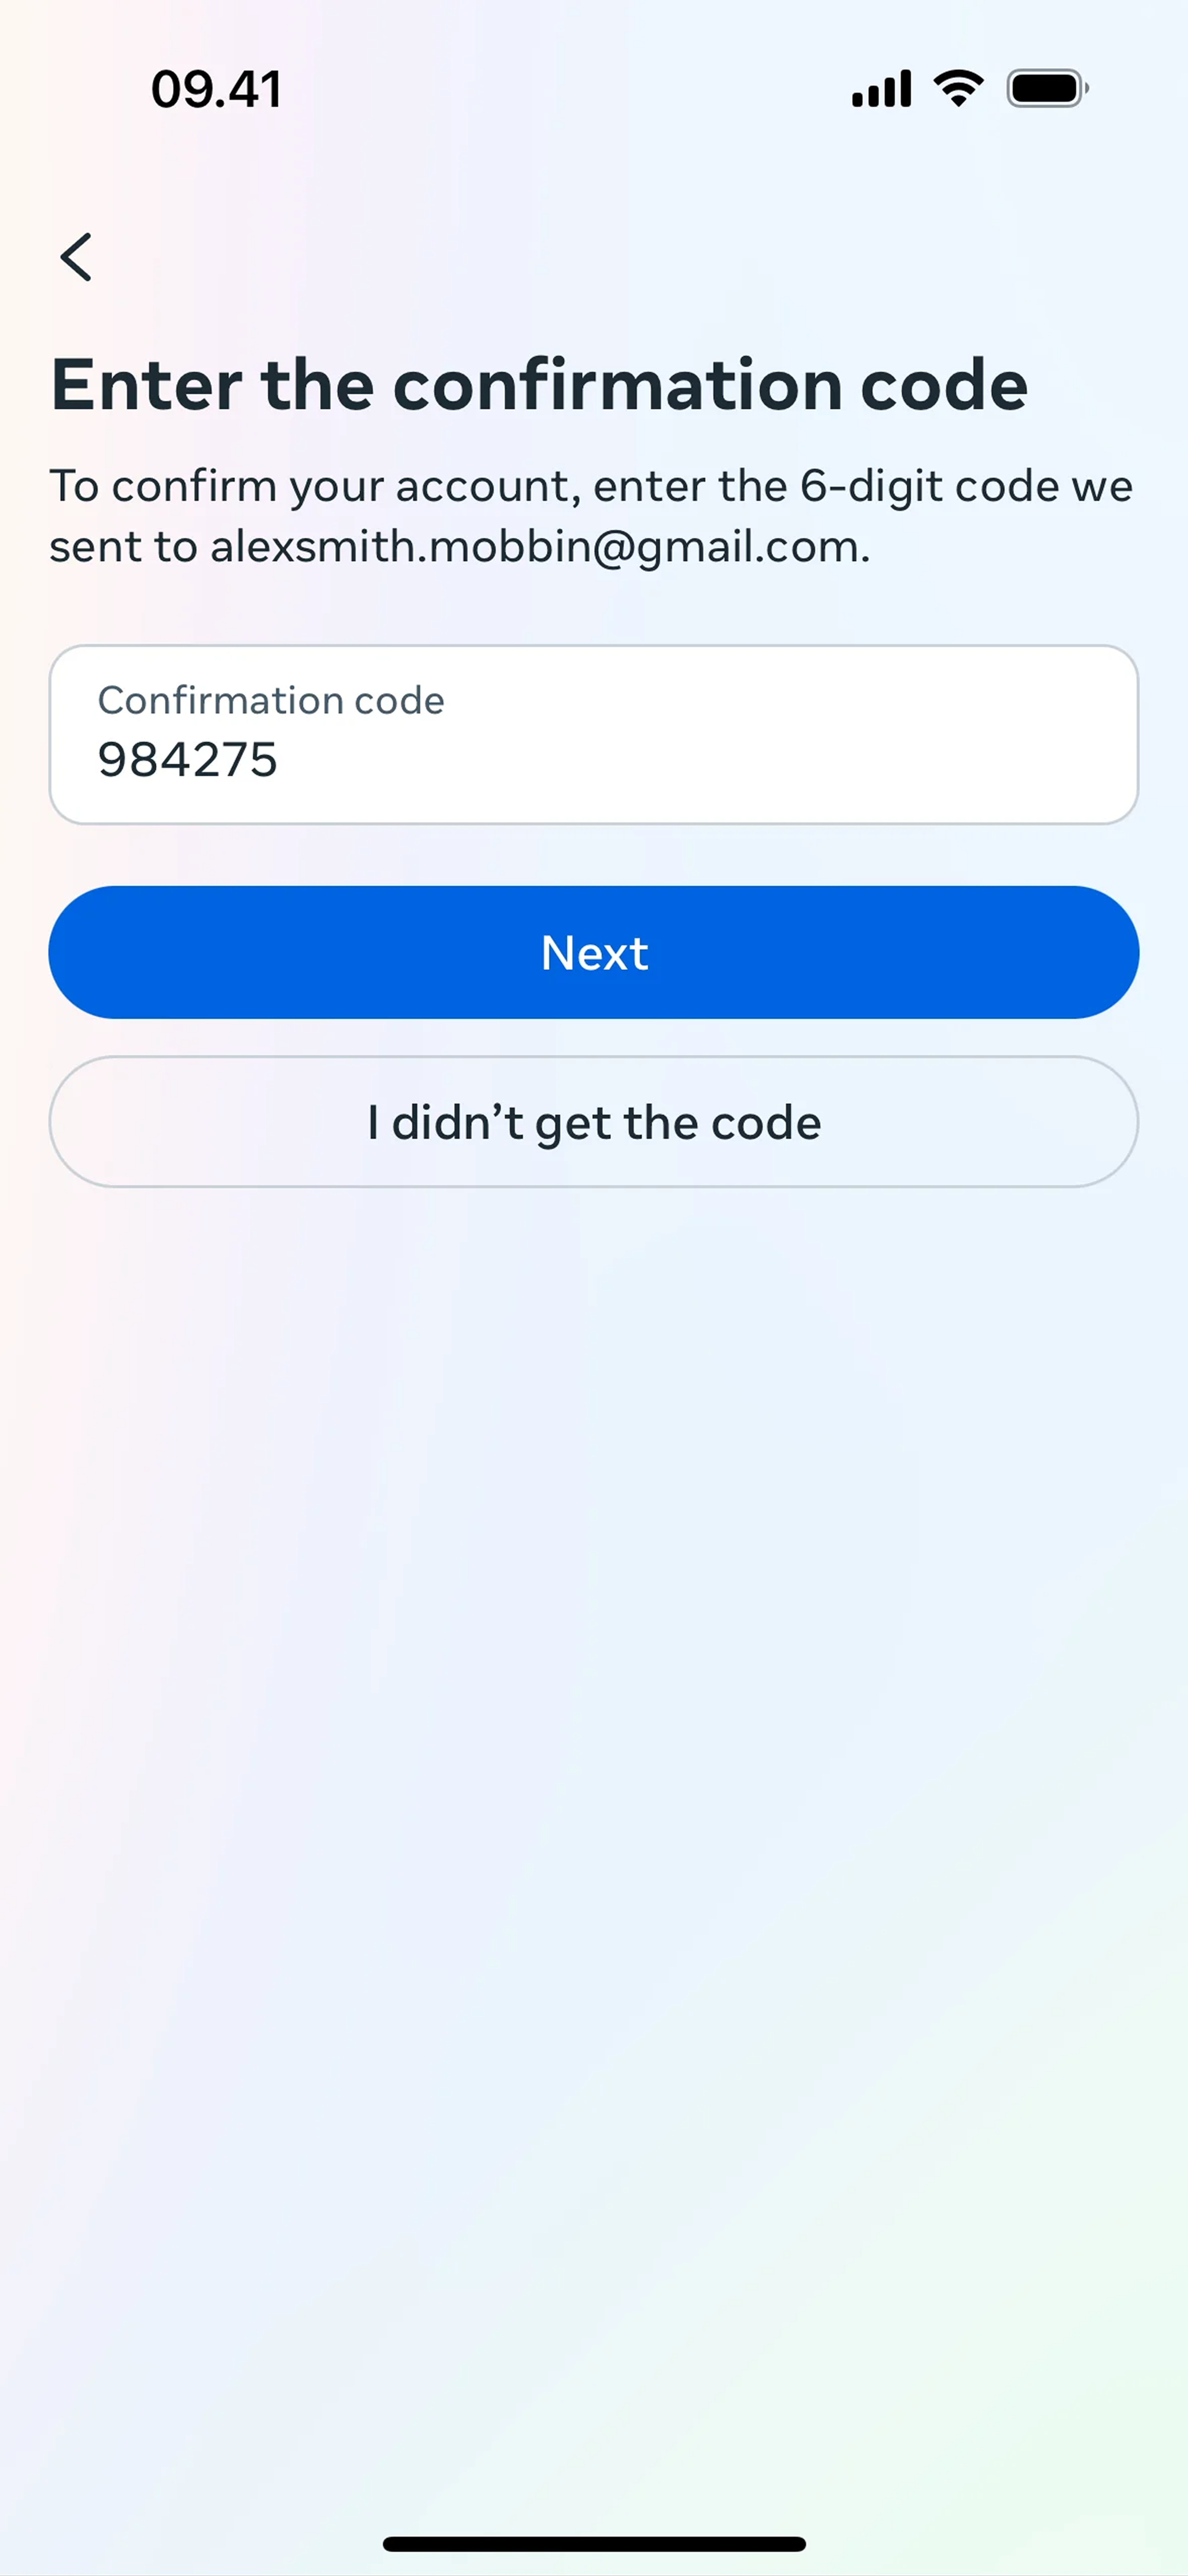 09.41
Enter the confirmation code
To confirm your account, enter the 6-digit code we
sent to alexsmith.mobbin@gmail.com.
Confirmation code
984275
Next
I didn’t get the code